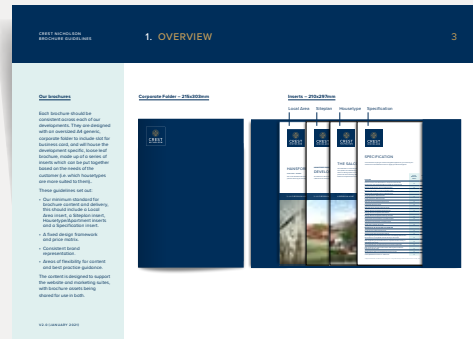 CREST NICHOLSON
BROCHURE GUIDELINES
1. OVERVIEW
3
Our brochures
Each brochure should be
consistent across each of our
developments. They are designed
with an oversized A4 generic,
corporate folder to include slot for
business card, and will house the
development specific, loose leaf
brochure, made up of a series of
inserts which can be put together
based on the needs of the
customer (i.e. which housetypes
are more suited to them).
These guidelines set out:
• Our minimum standard for
brochure content and delivery,
this should include a Local
Area insert, a Siteplan insert,
Housetype/Apartment inserts
and a Specification insert.
• A fixed design framework
and price matrix.
• Consistent brand
representation.
• Areas of flexibility for content
and best practice guidance.
The content is designed to support
the website and marketing suites,
with brochure assets being
shared for use in both.
V2.0/JANUARY 2020
Corporate Folder – 215x303mm
Inserts – 210x297mm
Local Area
Siteplan
Housetype
Specification
CREST
CREST
CREST
CREST
CREST
DEVELO
THE SAL
SPECIFICATION